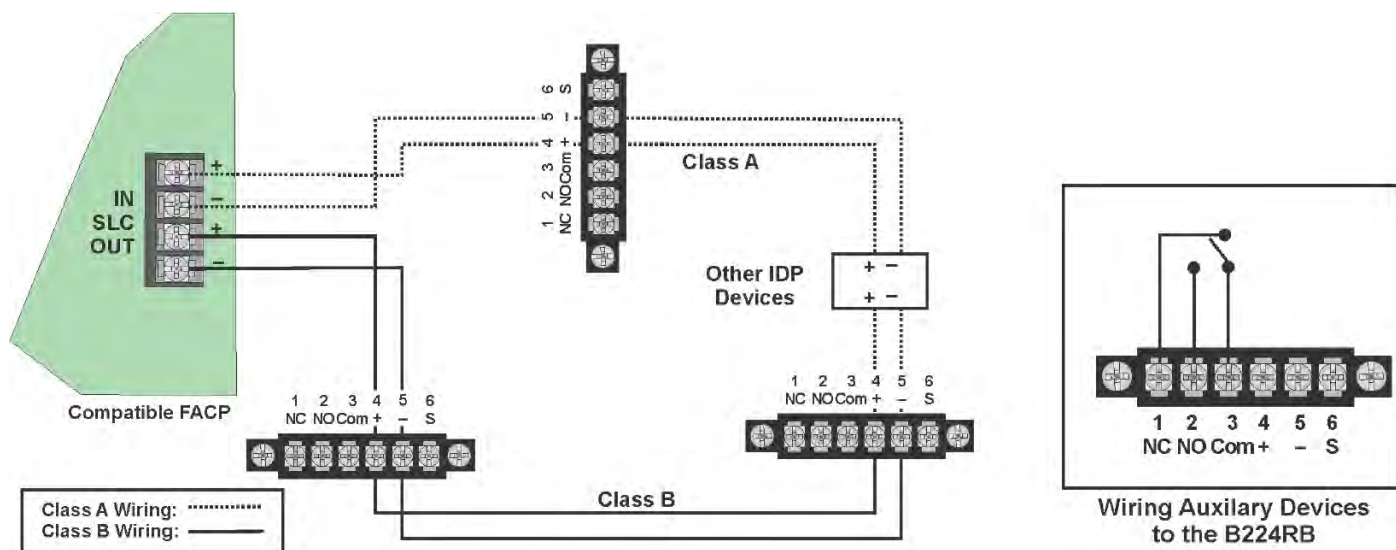 6 S
5 –
4 +
3 Com
2 NO
1 NC
Class A
+
–
+
–
IN
SLC
OUT
Compatible FACP
Other IDP
Devices
+ –
+ –
1 2 3 4 5 6
NC NO Com + – S
1 2 3 4 5 6
NC NO Com + – S
Class B
Class A Wiring:
Class B Wiring:
1 2 3 4 5 6
NC NO Com + – S
Wiring Auxilary Devices
to the B224RB